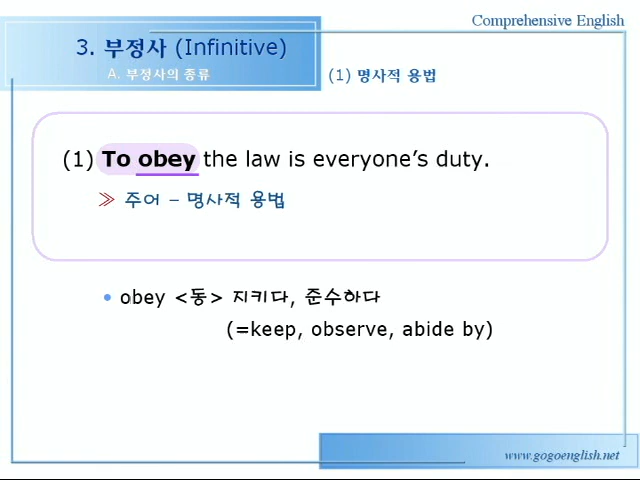 Comprehensive English
3. 부정사 (Infinitive)
A. 부정사의 종류
(1) 명사적 용법
(1) To obey the law is everyone's duty.
≫ 주어 – 명사적 용법
• obey <동> 지키다, 준수하다
(=keep, observe, abide by)
www.gogoenglish.net